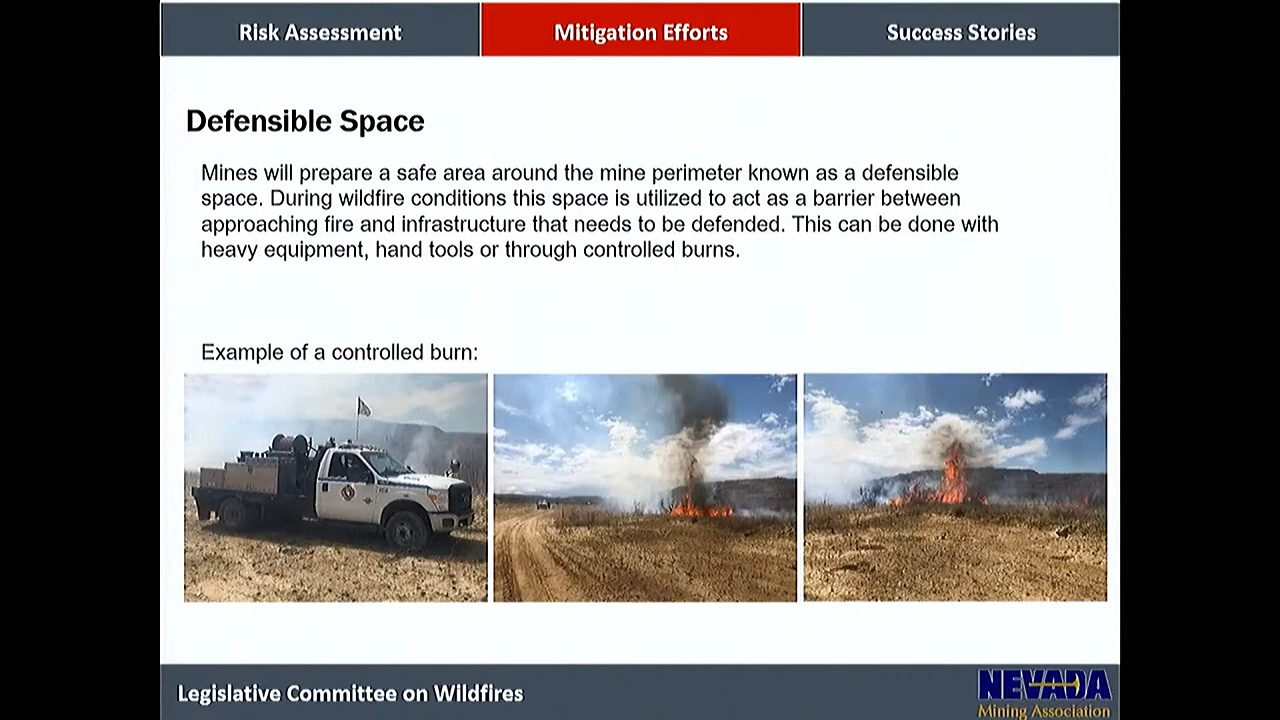 Risk Assessment
Mitigation Efforts
Success Stories
Defensible Space
Mines will prepare a safe area around the mine perimeter known as a defensible
space. During wildfire conditions this space is utilized to act as a barrier between
approaching fire and infrastructure that needs to be defended. This can be done with
heavy equipment, hand tools or through controlled burns.
Example of a controlled burn:
Legislative Committee on Wildfires
NEVADA
Mining Association